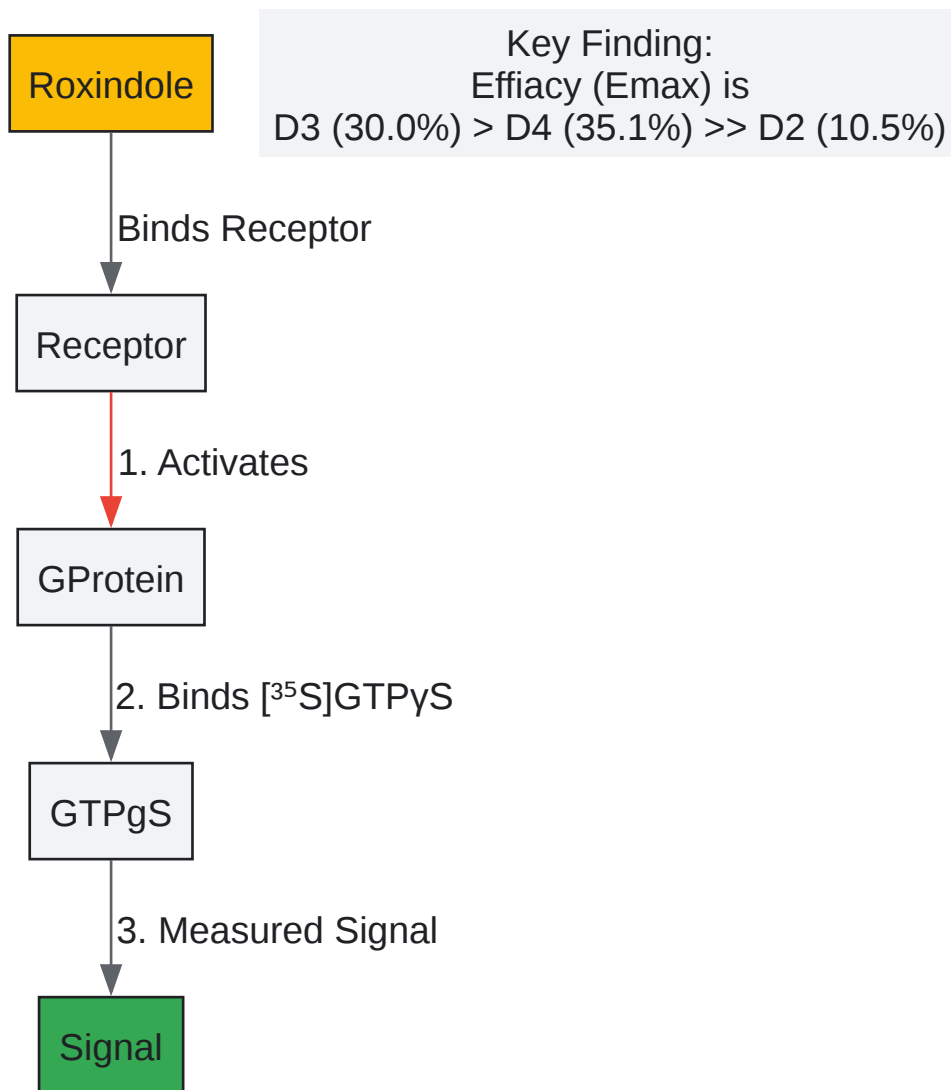 Roxindole
Key Finding:
Effiacy (Emax) is
D3 (30.0%) > D4 (35.1%) >> D2 (10.5%)
Binds Receptor
Receptor
1. Activates
GProtein
2. Binds [³⁵S]GTPγS
GTPgS
3. Measured Signal
Signal